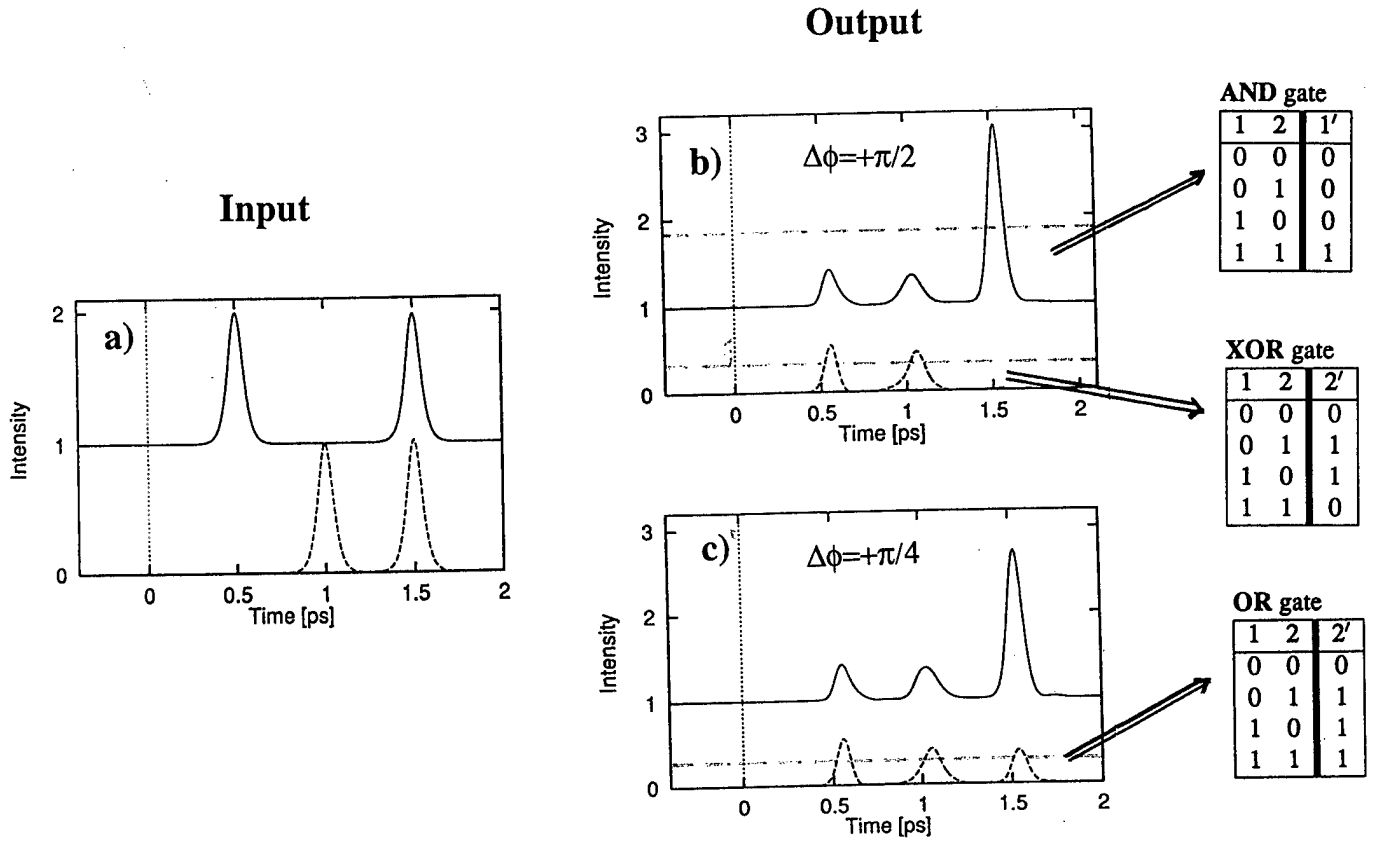 Output
Input
a)
2
1
0
Intensity
0 0.5 1 1.5 2
Time [ps]
b)
Δϕ=+π/2
3
2
1
0
Intensity
0 0.5 1 1.5 2
Time [ps]
c)
Δϕ=+π/4
3
2
1
0
Intensity
0 0.5 1 1.5 2
Time [ps]
AND gate
1 2 1′
0 0 0
0 1 0
1 0 0
1 1 1
XOR gate
1 2 2′
0 0 0
0 1 1
1 0 1
1 1 0
OR gate
1 2 2′
0 0 0
0 1 1
1 0 1
1 1 1